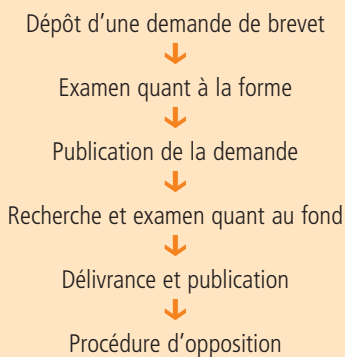 Dépôt d'une demande de brevet
Examen quant à la forme
Publication de la demande
Recherche et examen quant au fond
Délivrance et publication
Procédure d'opposition